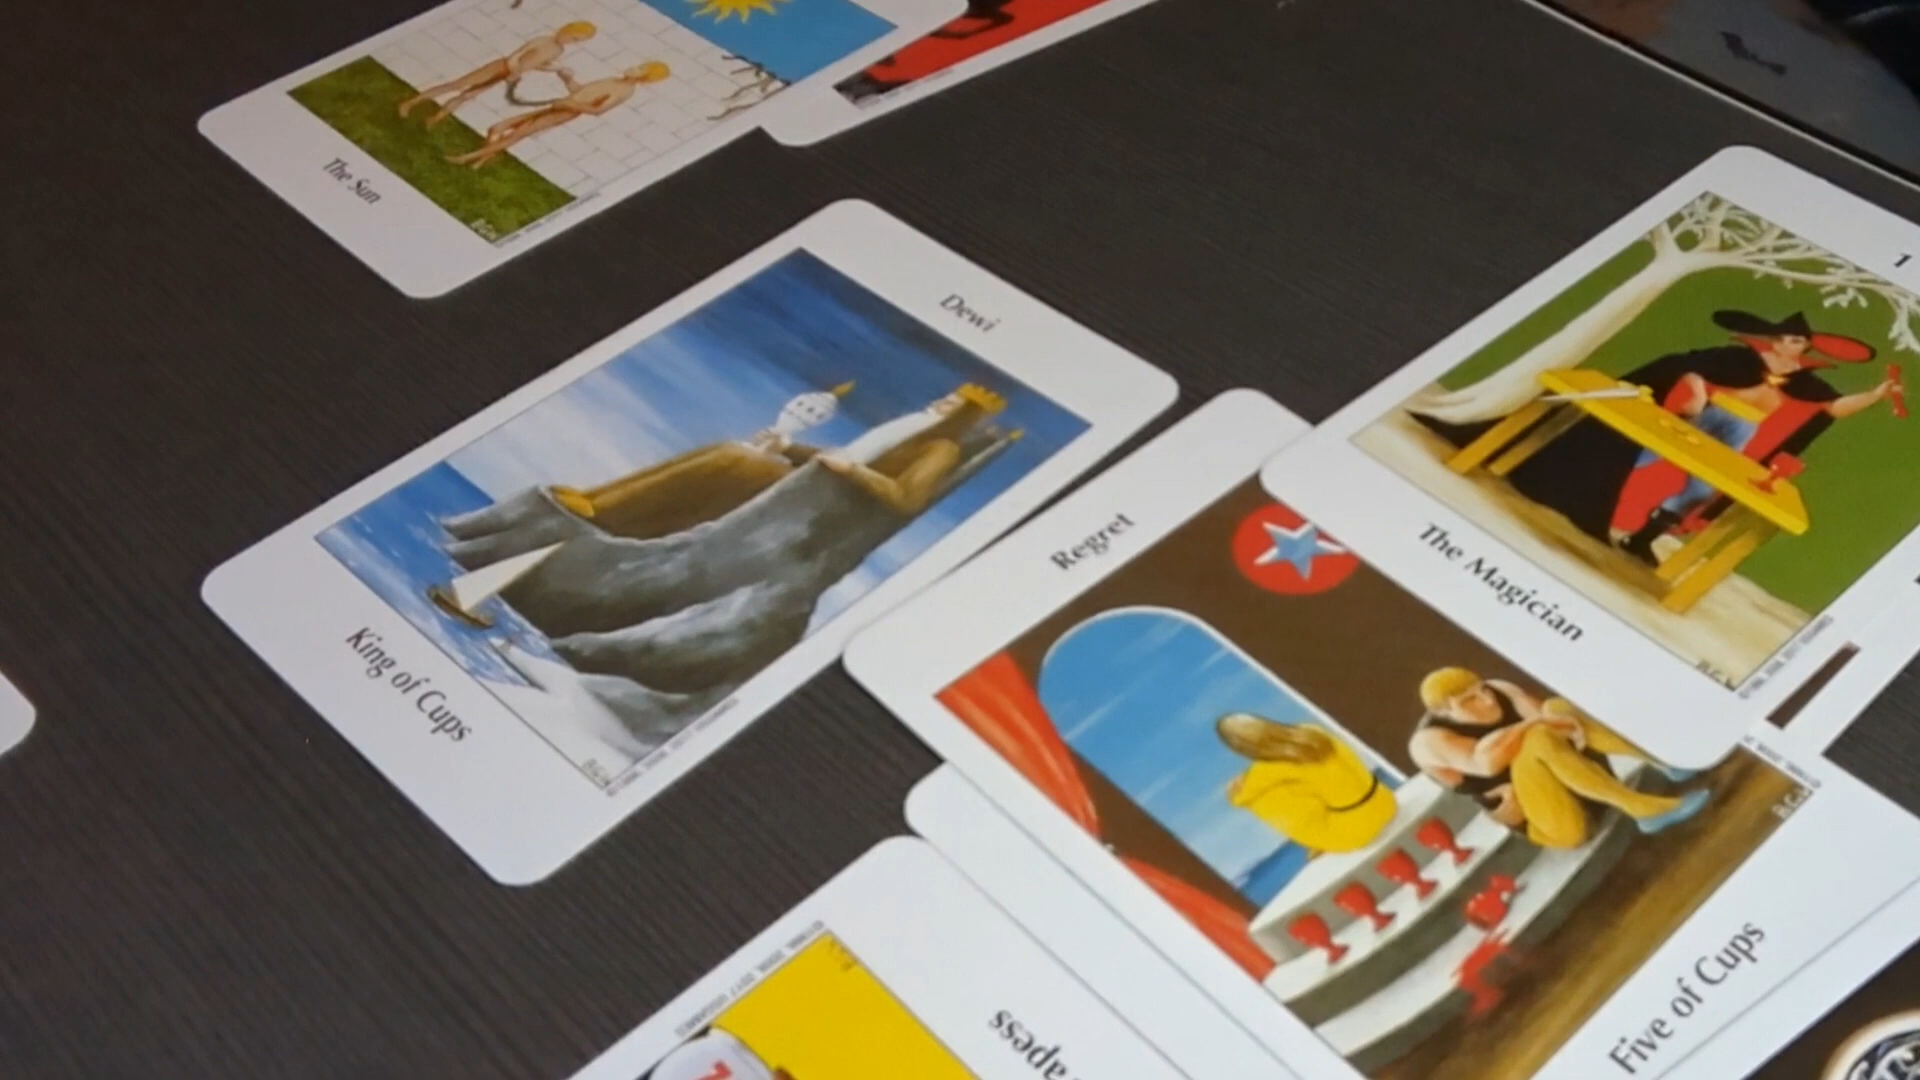 The Sun
Dewi
King of Cups
1
The Magician
Regret
Five of Cups